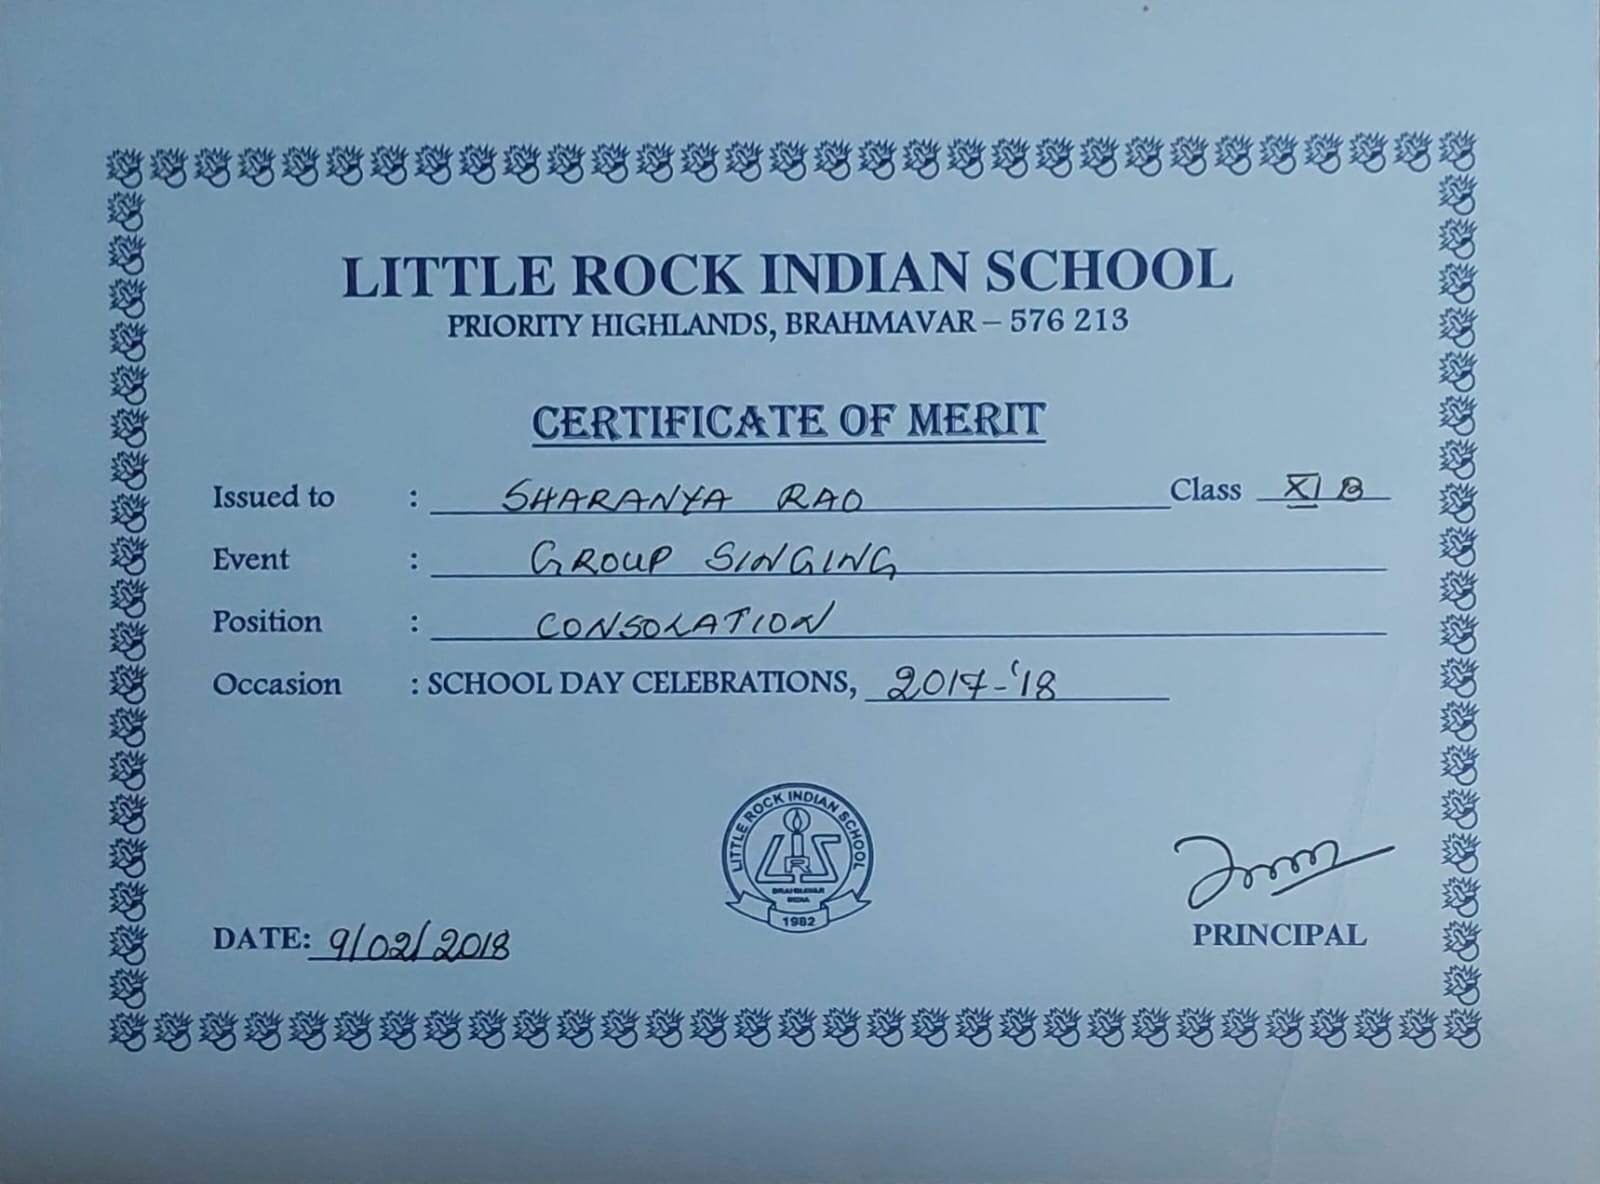 LITTLE ROCK INDIAN SCHOOL
PRIORITY HIGHLANDS, BRAHMAVAR – 576 213
CERTIFICATE OF MERIT
Issued to : SHARANYA RAO Class XI B
Event : GROUP SINGING
Position : CONSOLATION
Occasion : SCHOOL DAY CELEBRATIONS, 2017-'18
LITTLE ROCK INDIAN SCHOOL
LRIS
BRAHMAVAR
INDIA
1982
DATE: 9/02/2018
PRINCIPAL